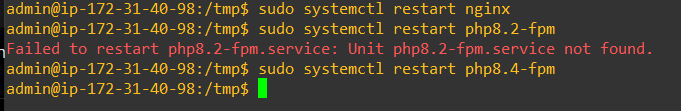 admin@ip-172-31-40-98:/tmp$ sudo systemctl restart nginx
admin@ip-172-31-40-98:/tmp$ sudo systemctl restart php8.2-fpm
Failed to restart php8.2-fpm.service: Unit php8.2-fpm.service not found.
admin@ip-172-31-40-98:/tmp$ sudo systemctl restart php8.4-fpm
admin@ip-172-31-40-98:/tmp$